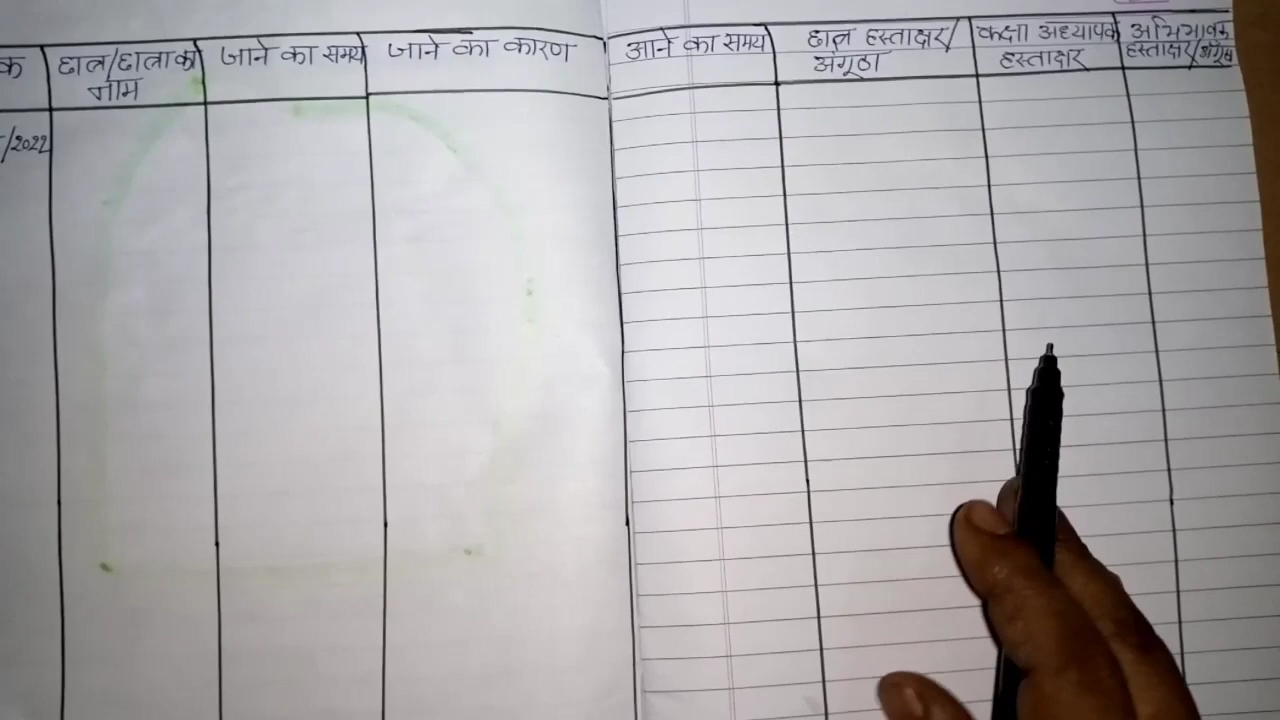 क
छात्र/छात्रा का
नाम
जाने का समय
जाने का कारण
आने का समय
छात्र हस्ताक्षर/
अंगूठा
कक्षा अध्यापक
हस्ताक्षर
अभिभावक
हस्ताक्षर/
/2022